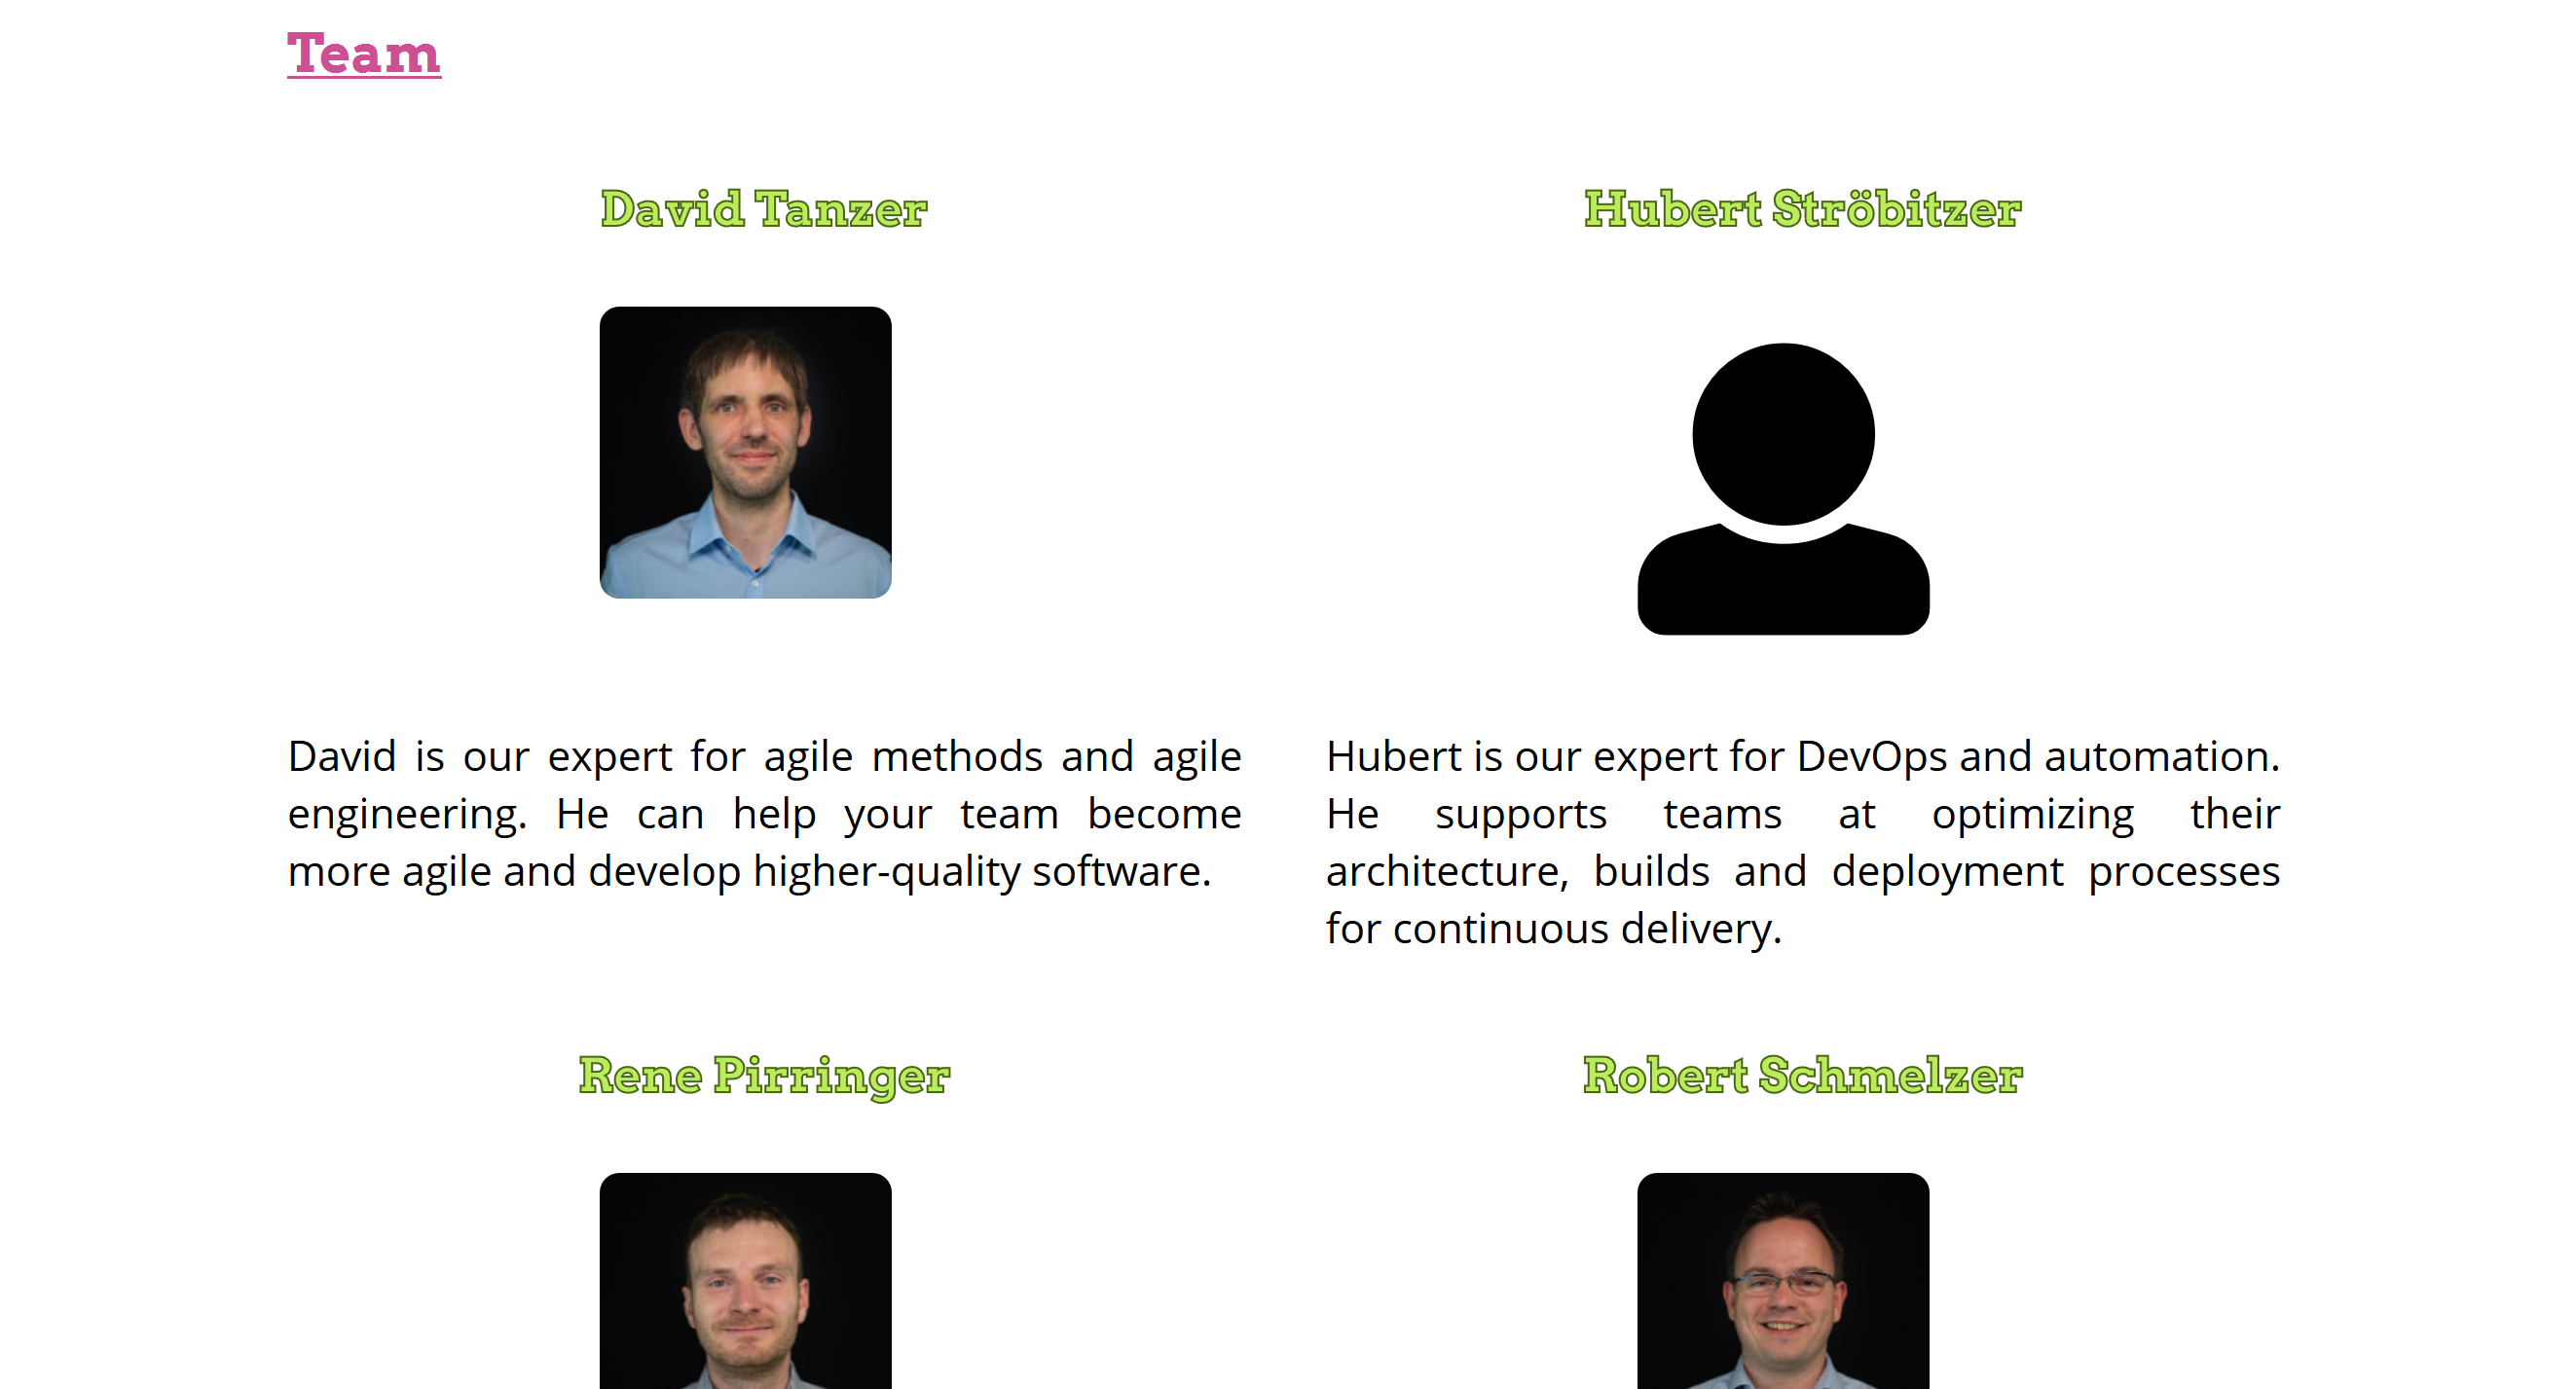 Team
David Tanzer
Hubert Ströbitzer
David is our expert for agile methods and agile
engineering. He can help your team become
more agile and develop higher-quality software.
Hubert is our expert for DevOps and automation.
He supports teams at optimizing their
architecture, builds and deployment processes
for continuous delivery.
Rene Pirringer
Robert Schmelzer